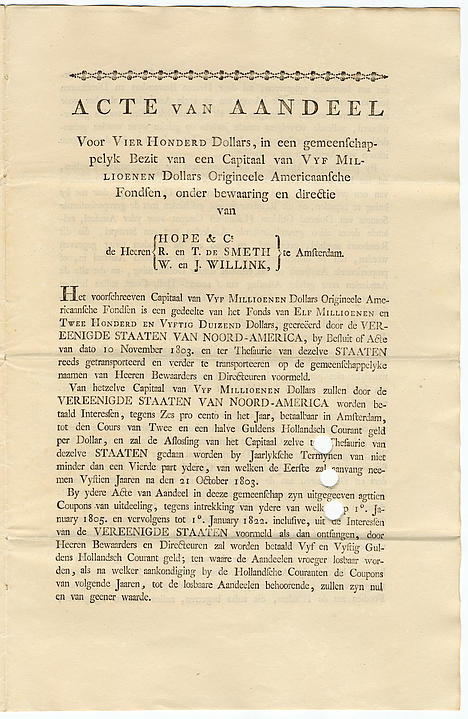 ACTE VAN AANDEEL
Voor VIER HONDERD Dollars, in een gemeenschap-
pelyk Bezit van een Capitaal van VYF MIL-
LIOENEN Dollars Origineele Americaansche
Fondsen, onder bewaaring en directie
van
HOPE & Cº
de Heeren R. en T. DE SMETH te Amsterdam.
W. en J. WILLINK,
Het voorschreeven Capitaal van VYF MILLIOENEN Dollars Origineele Ame-
ricaansche Fondsen is een gedeelte van het Fonds van ELF MILLIOENEN en
TWEE HONDERD EN VYFTIG DUIZEND Dollars, gecreëerd door de VER-
EENIGDE STAATEN VAN NOORD-AMERICA, by Besluit of Acte
van dato 10 November 1803. en ter Thesaurie van dezelve STAATEN
reeds getransporteerd en verder te transporteeren op de gemeenschappelyke
naamen van Heeren Bewaarders en Directeuren voormeld.
Van hetzelve Capitaal van VYF MILLIOENEN Dollars zullen door de
VEREENIGDE STAATEN VAN NOORD-AMERICA worden be-
taald Interessen, tegens Zes pro cento in het Jaar, betaalbaar in Amsterdam,
tot den Cours van Twee en een halve Guldens Hollandsch Courant geld
per Dollar, en zal de Aflossing van het Capitaal zelve t Thesaurie van
dezelve STAATEN gedaan worden by Jaarlyksche Termynen van niet
minder dan een Vierde part ydere, van welken de Eerste zal aanvang nee-
men Vyftien Jaaren na den 21 October 1803.
By ydere Acte van Aandeel in deeze gemeenschap zyn uitgegeeven agttien
Coupons van uitdeeling, tegens intrekking van ydere van welk p 1º. Ja-
nuary 1805. en vervolgens tot 1º. January 1822. inclusive, uit de Interessen
van de VEREENIGDE STAATEN voormeld als dan ontfangen, door
Heeren Bewaarders en Directeuren zal worden betaald Vyf en Vyftig Gul-
dens Hollandsch Courant geld; ten waare de Aandeelen vroeger losbaar wor-
den, als na welker aankondiging by de Hollandsche Couranten de Coupons
van volgende Jaaren, tot de losbaare Aandeelen behoorende, zullen zyn nul
en van geener waarde.